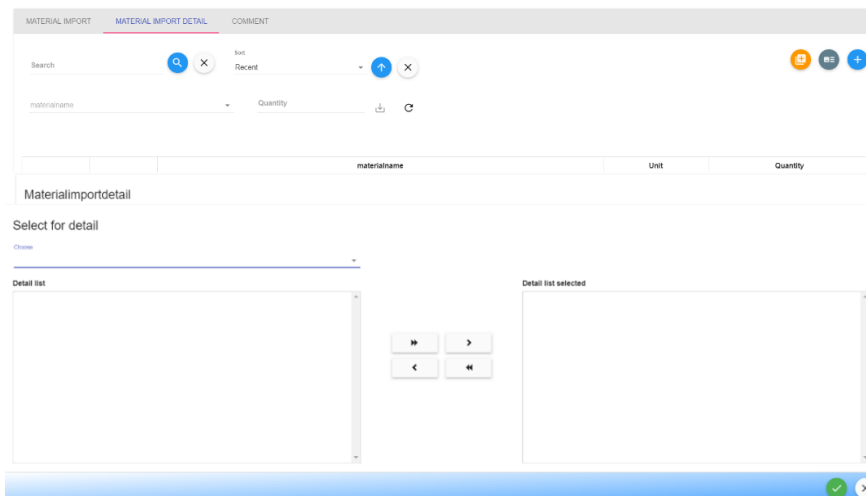 MATERIAL IMPORT MATERIAL IMPORT DETAIL COMMENT
Sort
Search Recent
materialname Quantity
materialname Unit Quantity
Materialimportdetail
Select for detail
Choose
Detail list Detail list selected